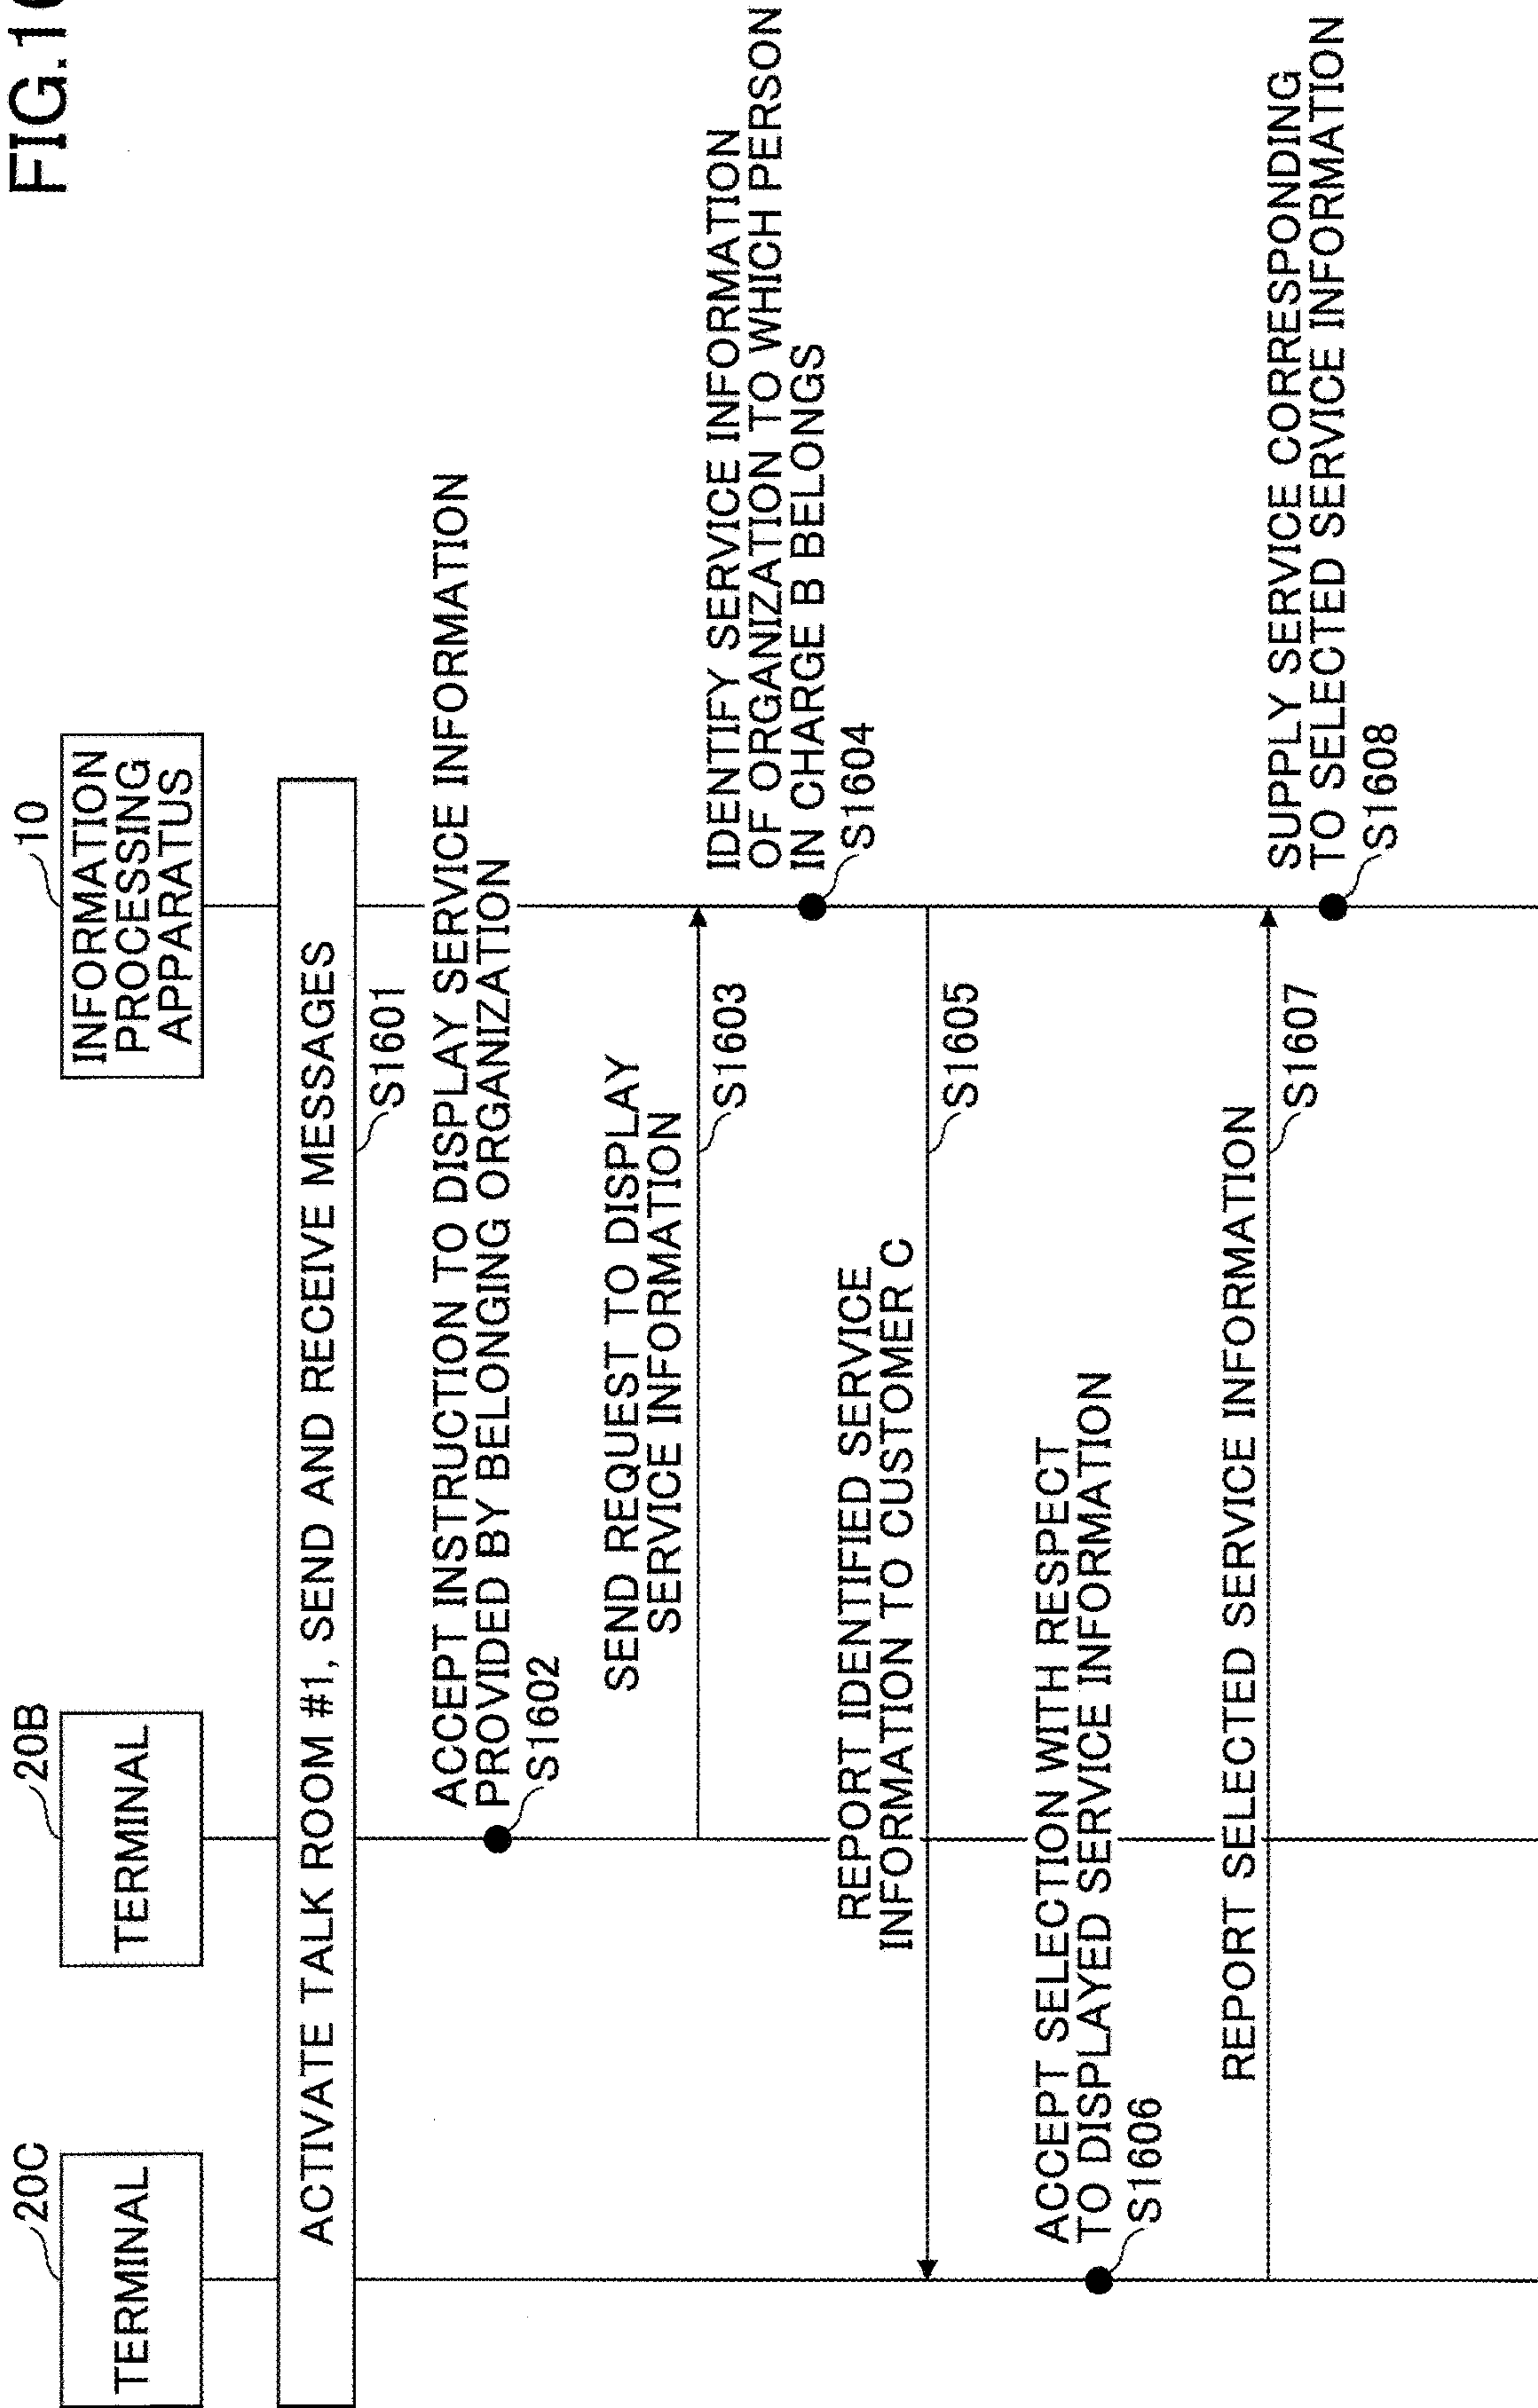 FIG.16
20C
TERMINAL
20B
TERMINAL
10
INFORMATION
PROCESSING
APPARATUS
ACTIVATE TALK ROOM #1, SEND AND RECEIVE MESSAGES
S1601
ACCEPT INSTRUCTION TO DISPLAY SERVICE INFORMATION
PROVIDED BY BELONGING ORGANIZATION
S1602
SEND REQUEST TO DISPLAY
SERVICE INFORMATION
S1603
IDENTIFY SERVICE INFORMATION
OF ORGANIZATION TO WHICH PERSON
IN CHARGE B BELONGS
S1604
REPORT IDENTIFIED SERVICE
INFORMATION TO CUSTOMER C
S1605
ACCEPT SELECTION WITH RESPECT
TO DISPLAYED SERVICE INFORMATION
S1606
REPORT SELECTED SERVICE INFORMATION
S1607
SUPPLY SERVICE CORRESPONDING
TO SELECTED SERVICE INFORMATION
S1608